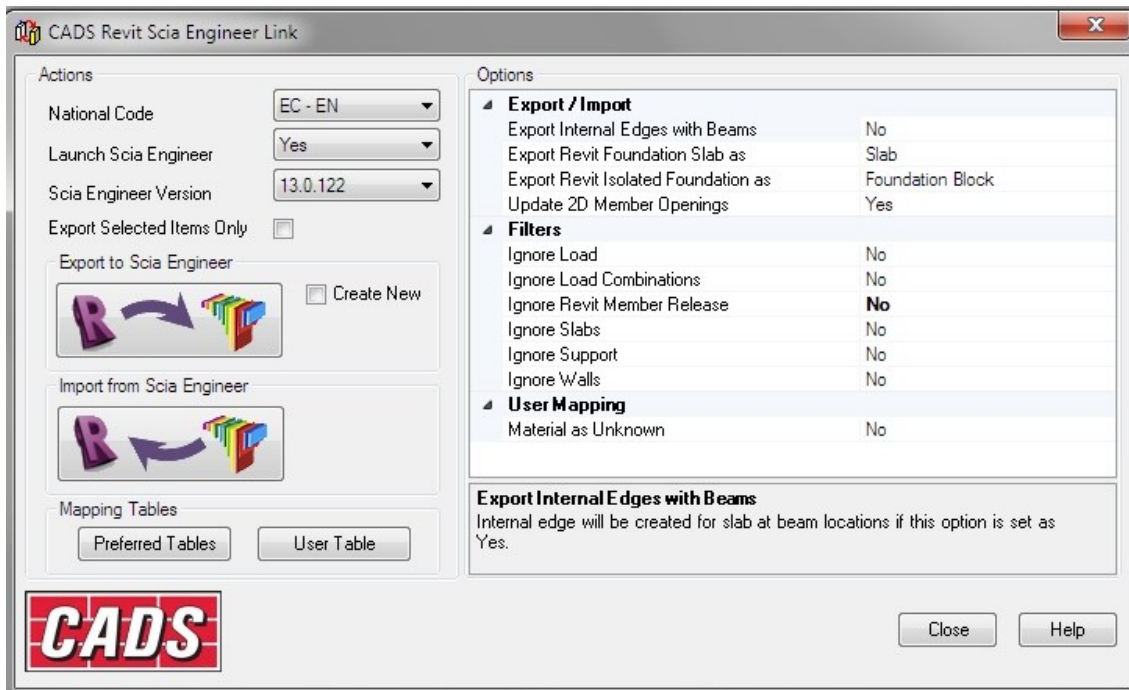 CADS Revit Scia Engineer Link
Actions
National Code EC - EN
Launch Scia Engineer Yes
Scia Engineer Version 13.0.122
Export Selected Items Only
Export to Scia Engineer
Create New
Import from Scia Engineer
Mapping Tables
Preferred Tables User Table
Options
Export / Import
Export Internal Edges with Beams No
Export Revit Foundation Slab as Slab
Export Revit Isolated Foundation as Foundation Block
Update 2D Member Openings Yes
Filters
Ignore Load No
Ignore Load Combinations No
Ignore Revit Member Release No
Ignore Slabs No
Ignore Support No
Ignore Walls No
User Mapping
Material as Unknown No
Export Internal Edges with Beams
Internal edge will be created for slab at beam locations if this option is set as
Yes.
CADS
Close Help